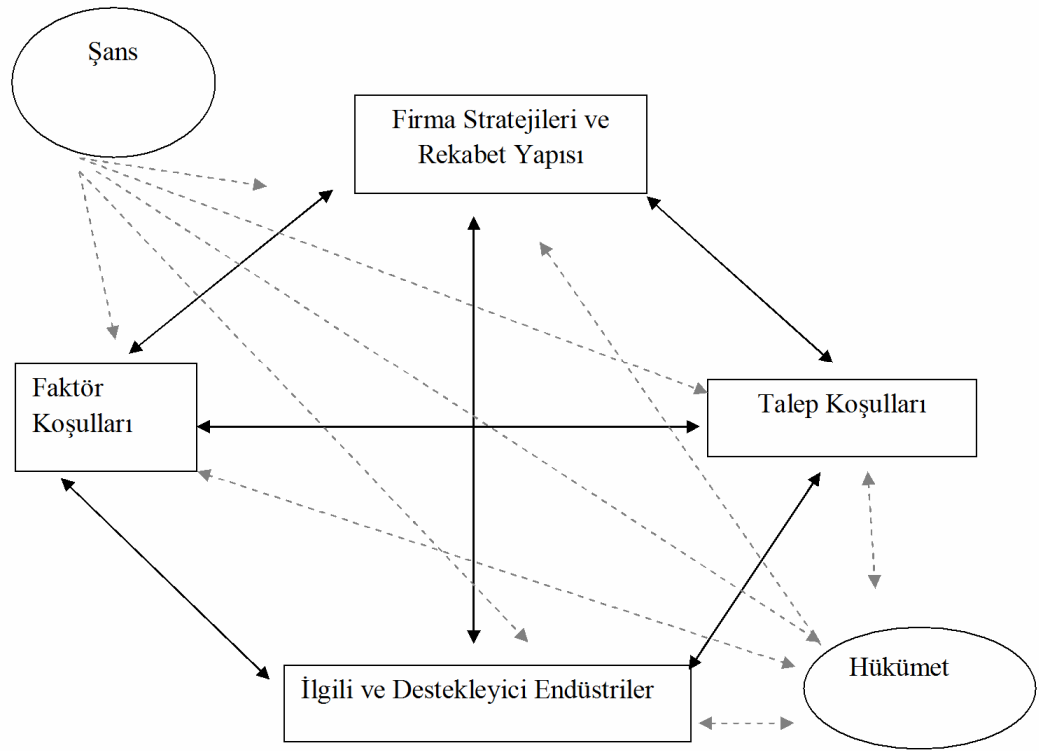 Şans
Firma Stratejileri ve
Rekabet Yapısı
Faktör
Koşulları
Talep Koşulları
İlgili ve Destekleyici Endüstriler
Hükümet